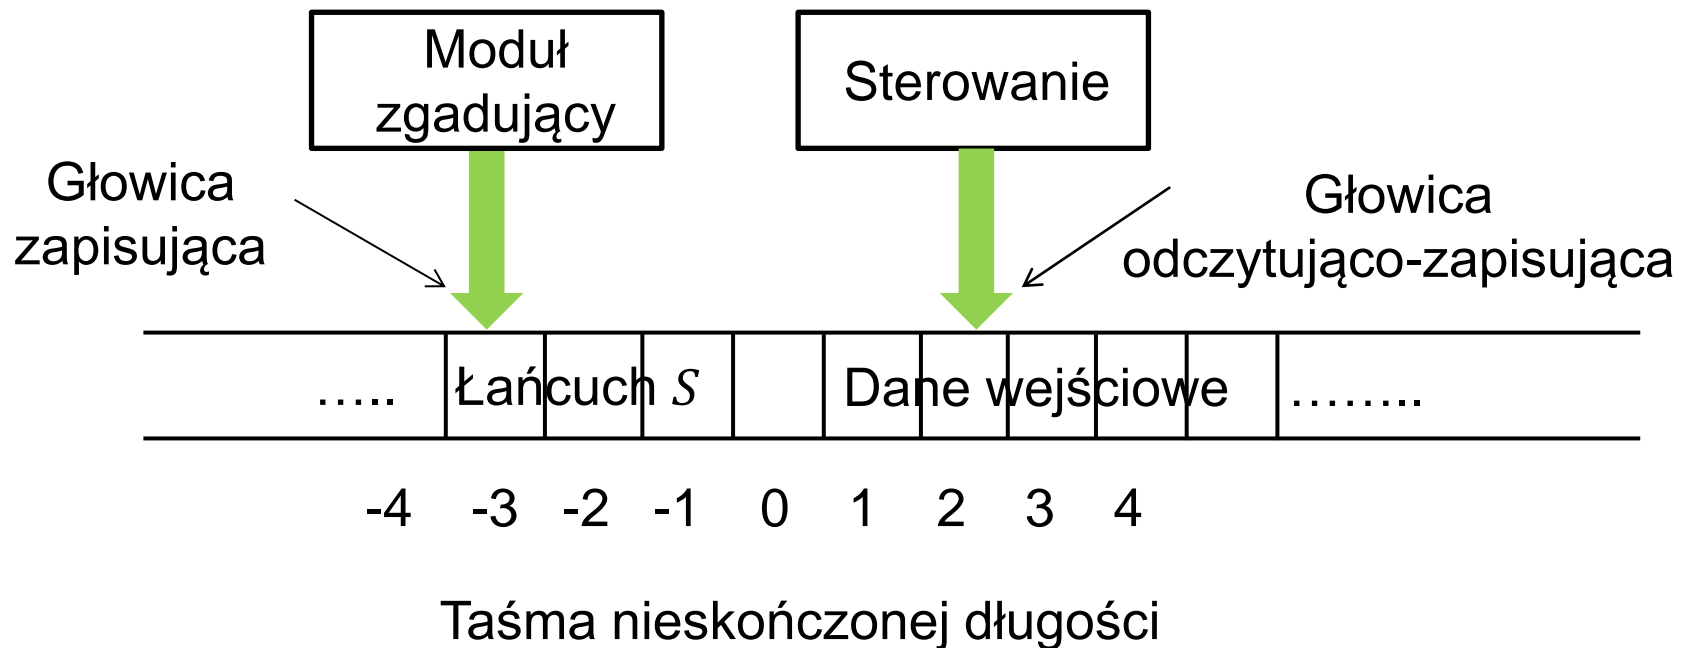 Moduł
zgadujący
Sterowanie
Głowica
zapisująca
Głowica
odczytująco-zapisująca
.....
Łańcuch S
Dane wejściowe
........
-4 -3 -2 -1 0 1 2 3 4
Taśma nieskończonej długości